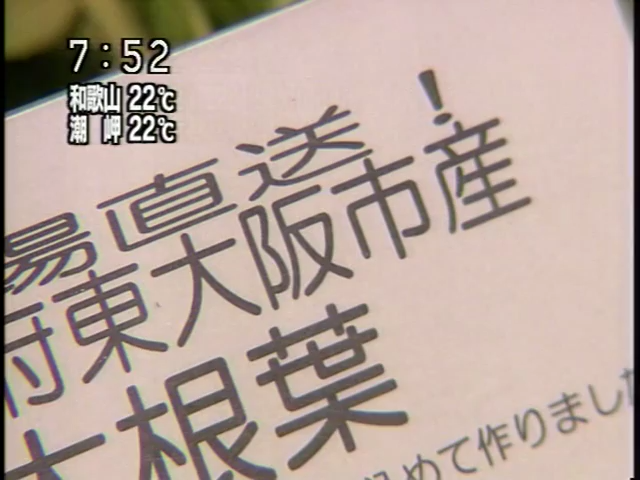 7:52
和歌山 22℃
潮岬 22℃
場直送!
府東大阪市産
大根葉
込めて作りました